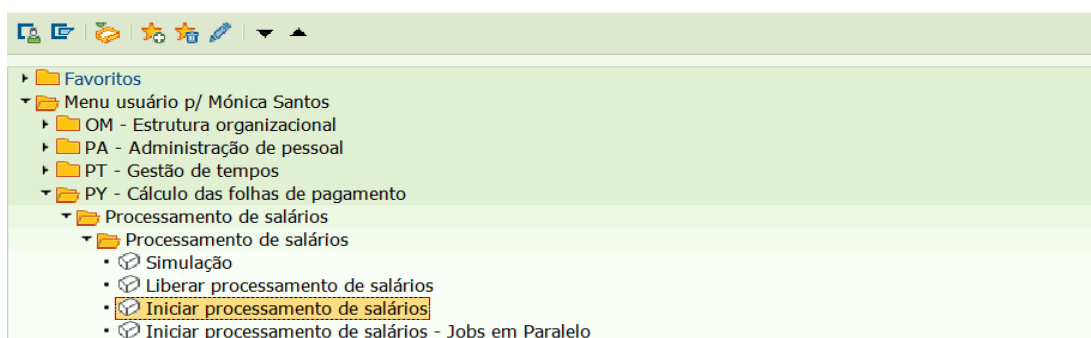 Favoritos
Menu usuário p/ Mónica Santos
OM - Estrutura organizacional
PA - Administração de pessoal
PT - Gestão de tempos
PY - Cálculo das folhas de pagamento
Processamento de salários
Processamento de salários
Simulação
Liberar processamento de salários
Iniciar processamento de salários
Iniciar processamento de salários - Jobs em Paralelo